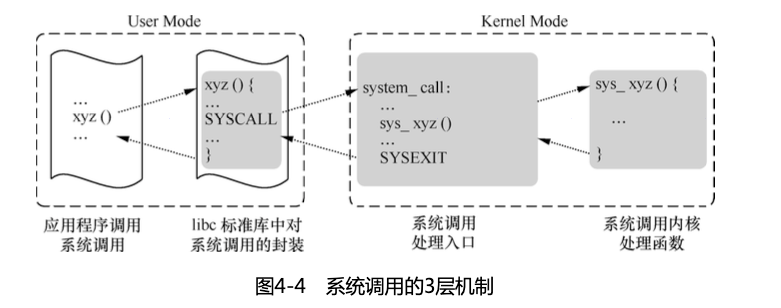 User Mode
Kernel Mode
...
xyz ()
...
xyz () {
...
SYSCALL
...
}
system_ call:
...
sys_ xyz ()
...
SYSEXIT
sys_ xyz () {
...
}
应用程序调用
系统调用
libc 标准库中对
系统调用的封装
系统调用
处理入口
系统调用内核
处理函数
图4-4 系统调用的3层机制